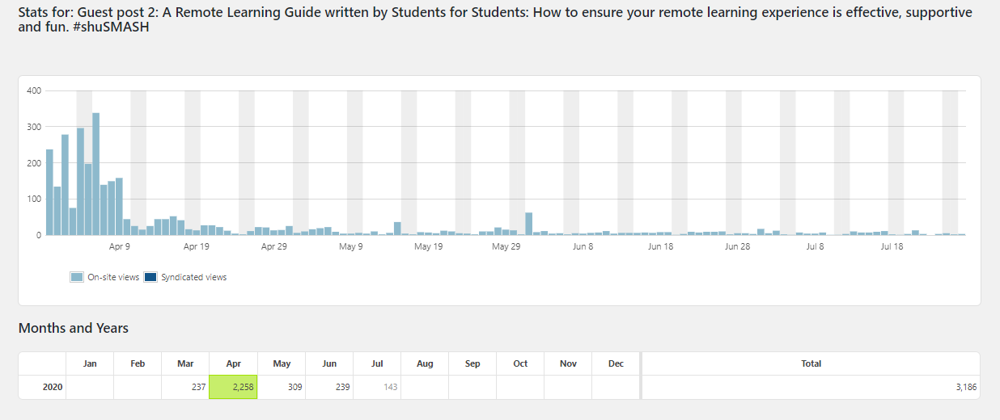 Stats for: Guest post 2: A Remote Learning Guide written by Students for Students: How to ensure your remote learning experience is effective, supportive
and fun. #shuSMASH
400
300
200
100
0
Apr 9 Apr 19 Apr 29 May 9 May 19 May 29 Jun 8 Jun 18 Jun 28 Jul 8 Jul 18
On-site views Syndicated views
Months and Years
Jan Feb Mar Apr May Jun Jul Aug Sep Oct Nov Dec Total
2020 237 2,258 309 239 143 3,186